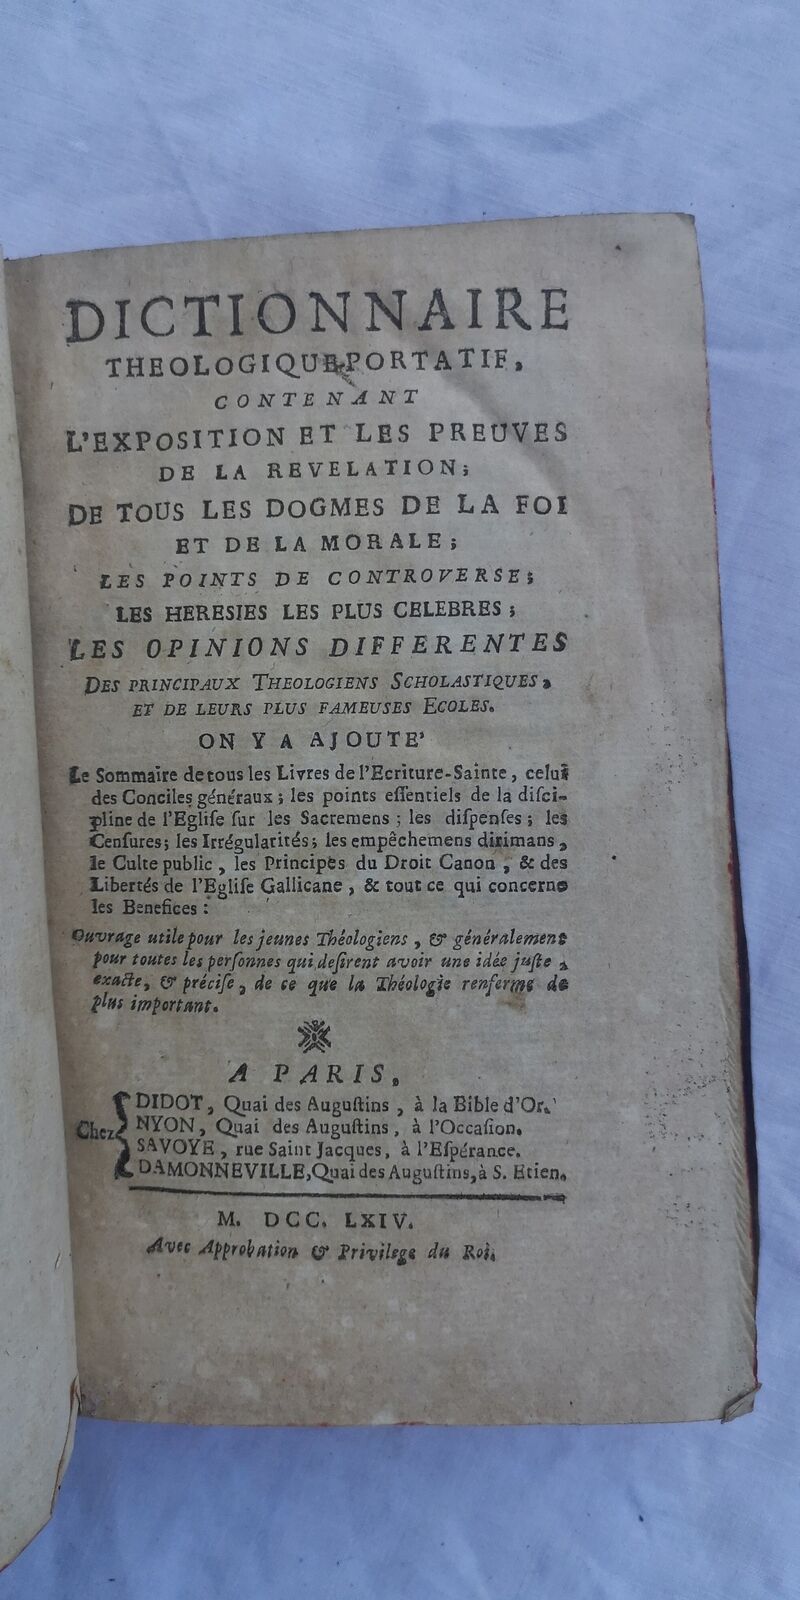 DICTIONNAIRE
THEOLOGIQUE PORTATIF,
CONTENANT
L'EXPOSITION ET LES PREUVES
DE LA REVELATION;
DE TOUS LES DOGMES DE LA FOI
ET DE LA MORALE;
LES POINTS DE CONTROVERSE;
LES HERESIES LES PLUS CELEBRES;
LES OPINIONS DIFFERENTES
DES PRINCIPAUX THEOLOGIENS SCHOLASTIQUES,
ET DE LEURS PLUS FAMEUSES ECOLES.
ON Y A AJOUTE'
Le Sommaire de tous les Livres de l'Ecriture-Sainte, celui
des Conciles généraux; les points eſſentiels de la diſci-
pline de l'Egliſe ſur les Sacremens; les diſpenſes; les
Cenſures; les Irrégularités; les empêchemens dirimans,
le Culte public, les Principes du Droit Canon, & des
Libertés de l'Egliſe Gallicane, & tout ce qui concerne
les Benefices:
Ouvrage utile pour les jeunes Théologiens, & généralement
pour toutes les perſonnes qui deſirent avoir une idée juſte,
exacte, & préciſe, de ce que la Théologie renferme de
plus important.
A PARIS,
Chez
DIDOT, Quai des Auguſtins, à la Bible d'Or.
NYON, Quai des Auguſtins, à l'Occaſion.
SAVOYE, rue Saint Jacques, à l'Eſpérance.
DAMONNEVILLE, Quai des Auguſtins, à S. Etien.
M. DCC. LXIV.
Avec Approbation & Privilege du Roi.